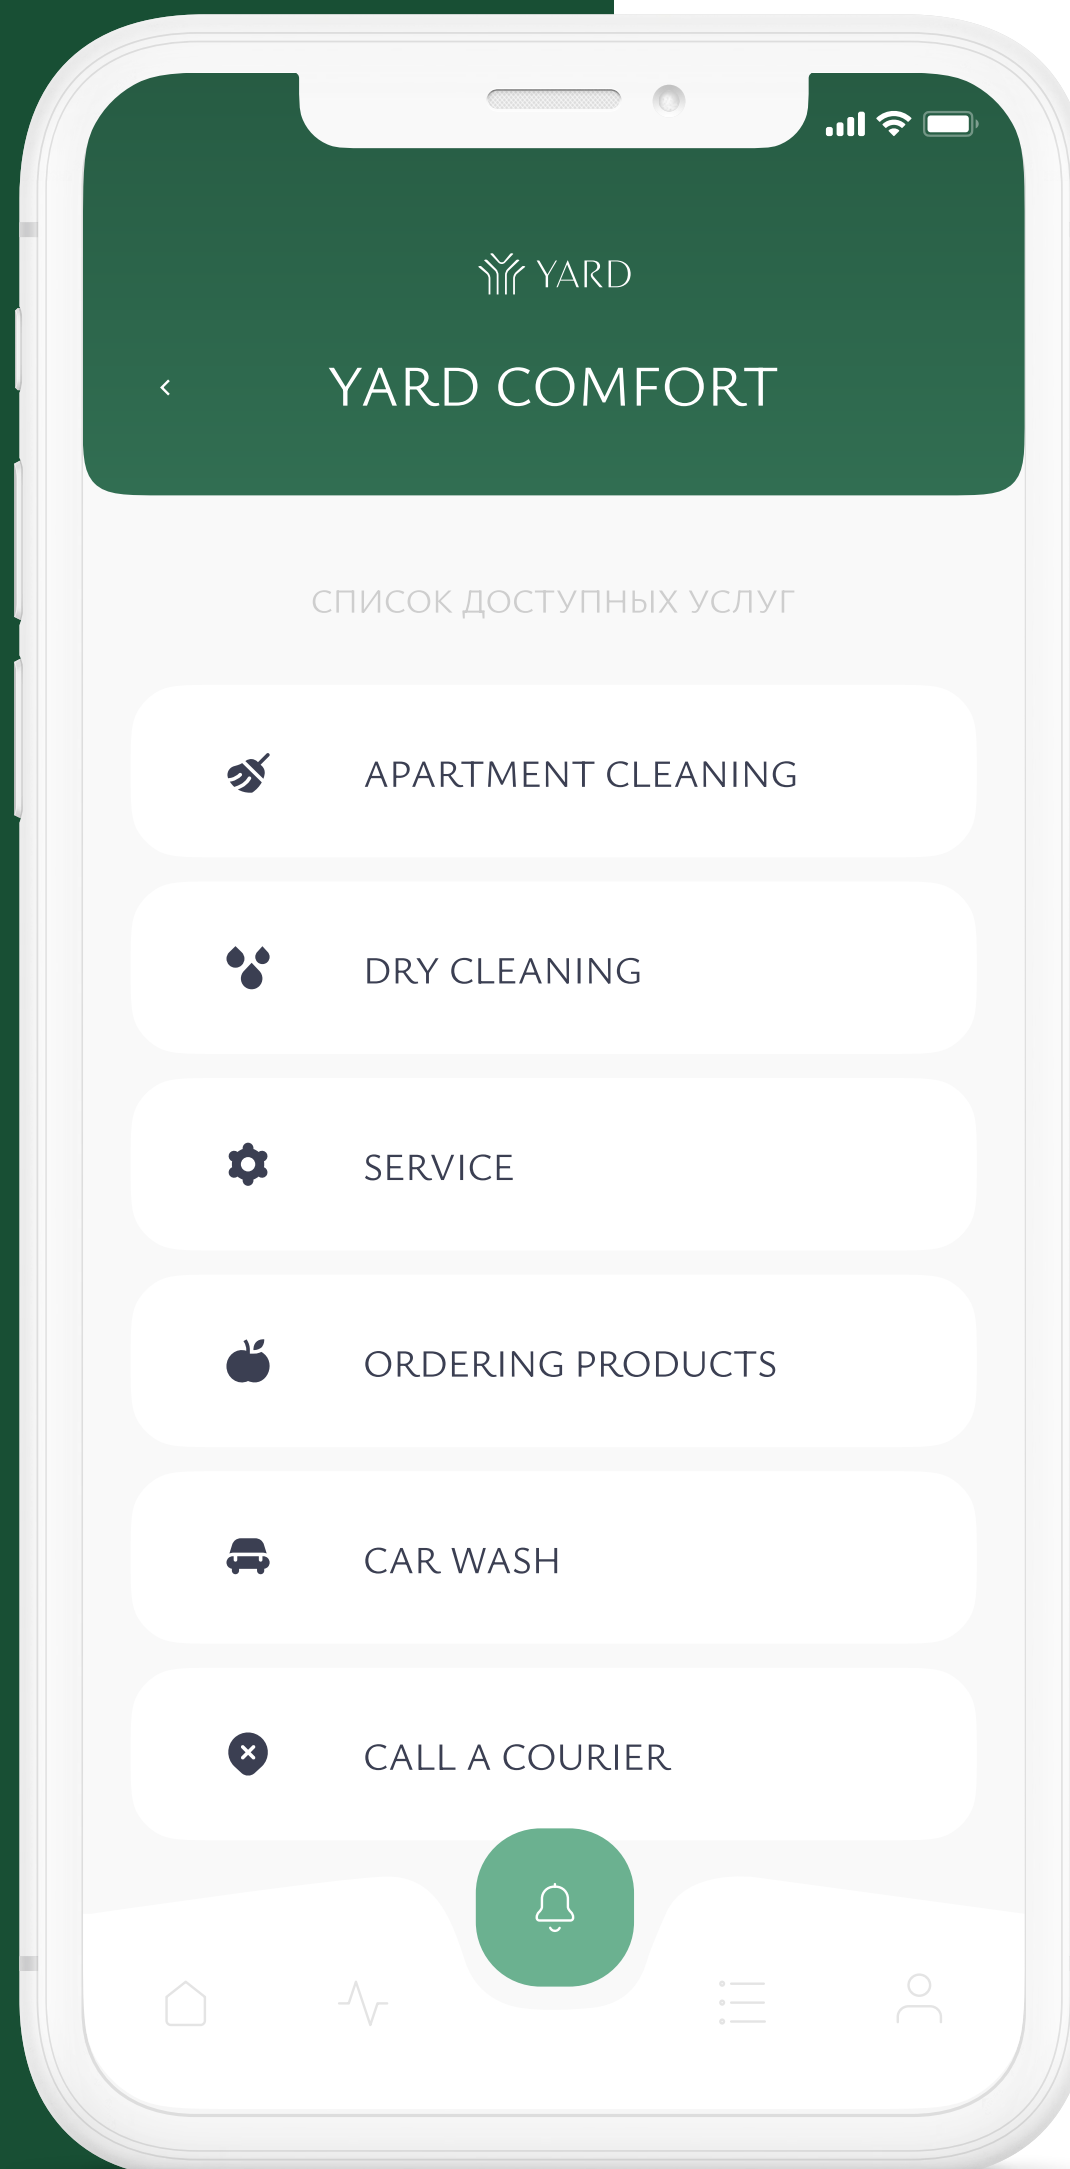 YARD
YARD COMFORT
СПИСОК ДОСТУПНЫХ УСЛУГ
APARTMENT CLEANING
DRY CLEANING
SERVICE
ORDERING PRODUCTS
CAR WASH
CALL A COURIER